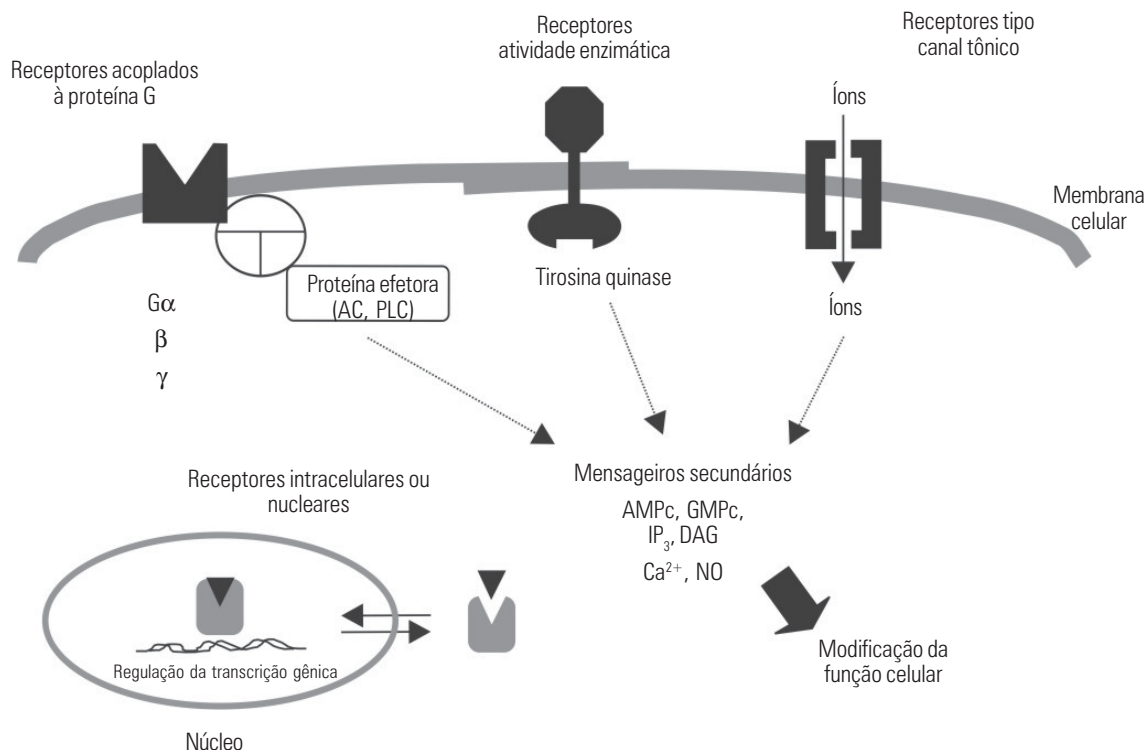 Receptores acoplados
à proteína G
Receptores
atividade enzimática
Receptores tipo
canal tônico
Íons
Membrana
celular
Proteína efetora
(AC, PLC)
Tirosina quinase
Íons
Gα
β
γ
Receptores intracelulares ou
nucleares
Mensageiros secundários
AMPc, GMPc,
IP₃, DAG
Ca²⁺, NO
Regulação da transcrição gênica
Modificação da
função celular
Núcleo